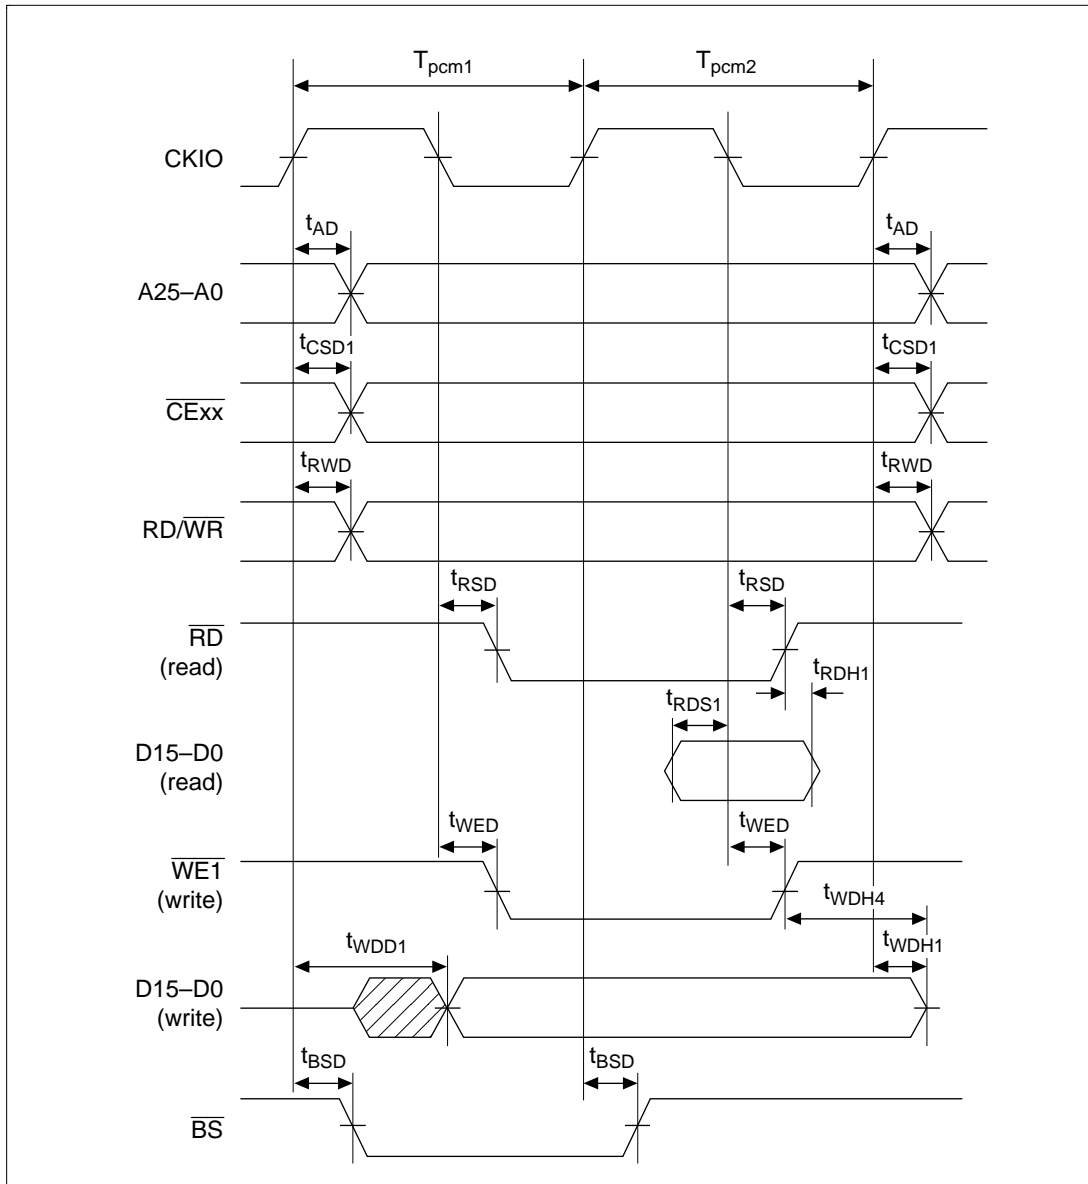 Tpcm1 Tpcm2
CKIO
tAD tAD
A25–A0
tCSD1 tCSD1
CExx
tRWD tRWD
RD/WR
tRSD tRSD
RD
(read)
tRDH1
tRDS1
D15–D0
(read)
tWED tWED
WE1
(write)
tWDH4
tWDD1 tWDH1
D15–D0
(write)
tBSD tBSD
BS